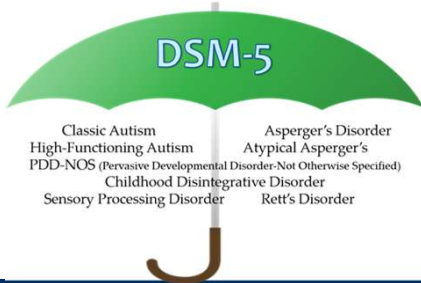 DSM-5
Classic Autism Asperger's Disorder
High-Functioning Autism Atypical Asperger's
PDD-NOS (Pervasive Developmental Disorder-Not Otherwise Specified)
Childhood Disintegrative Disorder
Sensory Processing Disorder Rett's Disorder